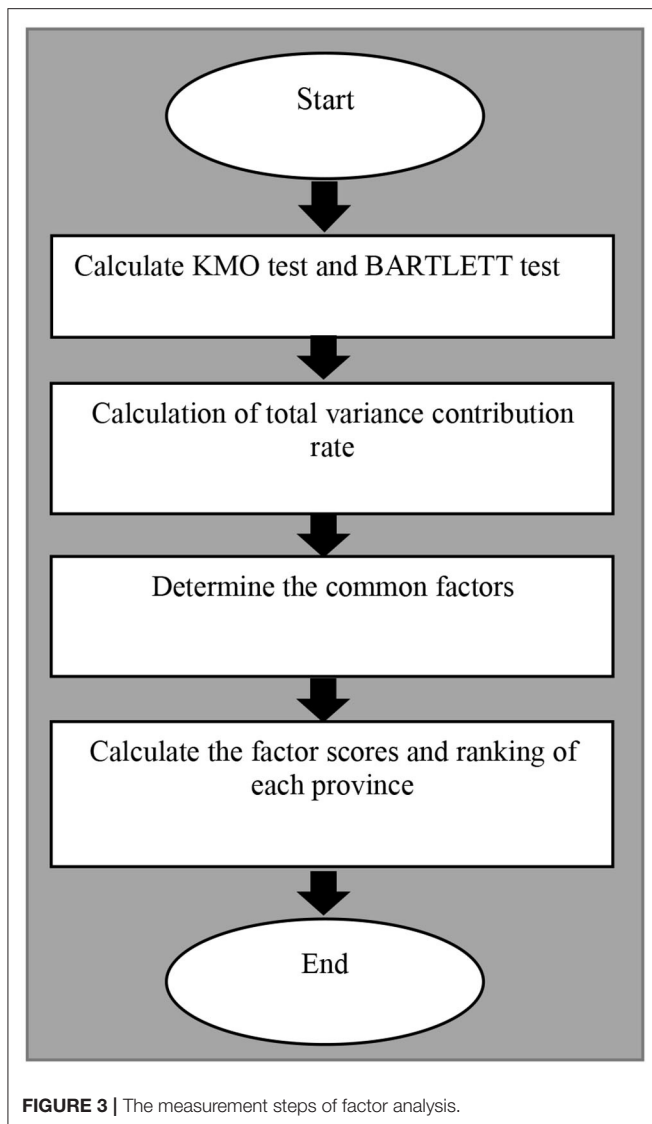 Start
Calculate KMO test and BARTLETT test
Calculation of total variance contribution
rate
Determine the common factors
Calculate the factor scores and ranking of
each province
End
FIGURE 3 | The measurement steps of factor analysis.